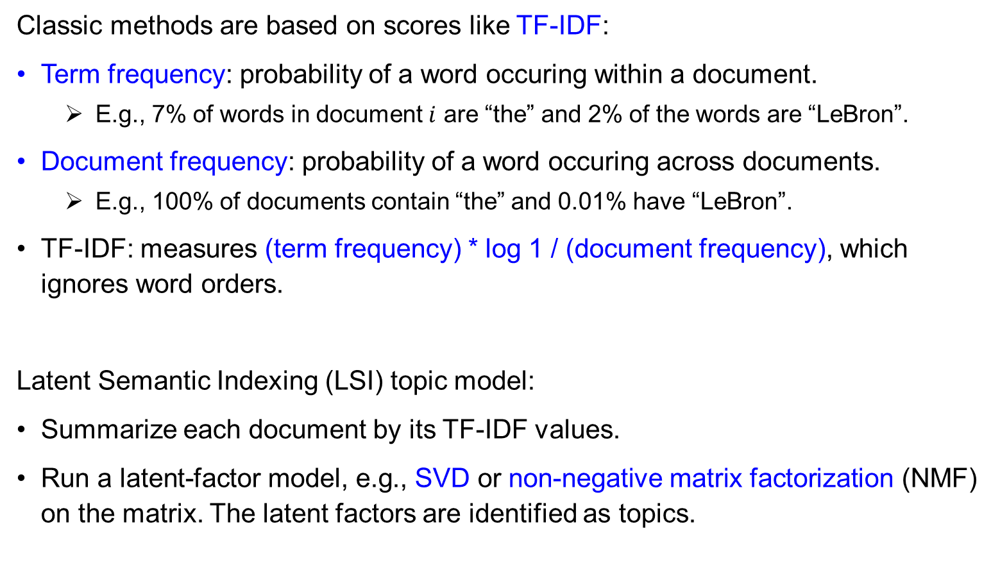 Classic methods are based on scores like TF-IDF:
• Term frequency: probability of a word occuring within a document.
➢ E.g., 7% of words in document i are “the” and 2% of the words are “LeBron”.
• Document frequency: probability of a word occuring across documents.
➢ E.g., 100% of documents contain “the” and 0.01% have “LeBron”.
• TF-IDF: measures (term frequency) * log 1 / (document frequency), which
ignores word orders.
Latent Semantic Indexing (LSI) topic model:
• Summarize each document by its TF-IDF values.
• Run a latent-factor model, e.g., SVD or non-negative matrix factorization (NMF)
on the matrix. The latent factors are identified as topics.